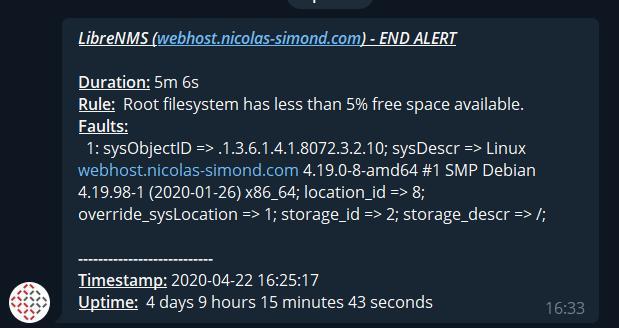 LibreNMS (webhost.nicolas-simond.com) - END ALERT
Duration: 5m 6s
Rule: Root filesystem has less than 5% free space available.
Faults:
1: sysObjectID => .1.3.6.1.4.1.8072.3.2.10; sysDescr => Linux
webhost.nicolas-simond.com 4.19.0-8-amd64 #1 SMP Debian
4.19.98-1 (2020-01-26) x86_64; location_id => 8;
override_sysLocation => 1; storage_id => 2; storage_descr => /;
---------------------------
Timestamp: 2020-04-22 16:25:17
Uptime: 4 days 9 hours 15 minutes 43 seconds
16:33